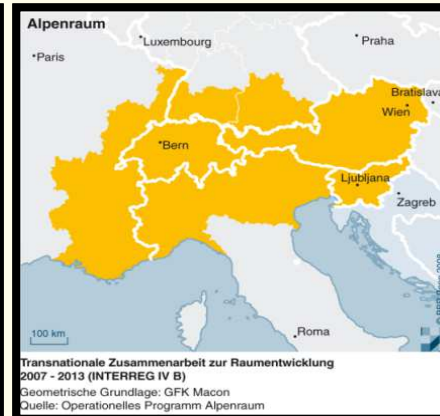 Alpenraum
Luxembourg
Praha
Paris
Bratislava
Wien
Bern
Ljubljana
Zagreb
Roma
100 km
Transnationale Zusammenarbeit zur Raumentwicklung
2007 - 2013 (INTERREG IV B)
Geometrische Grundlage: GFK Macon
Quelle: Operationelles Programm Alpenraum